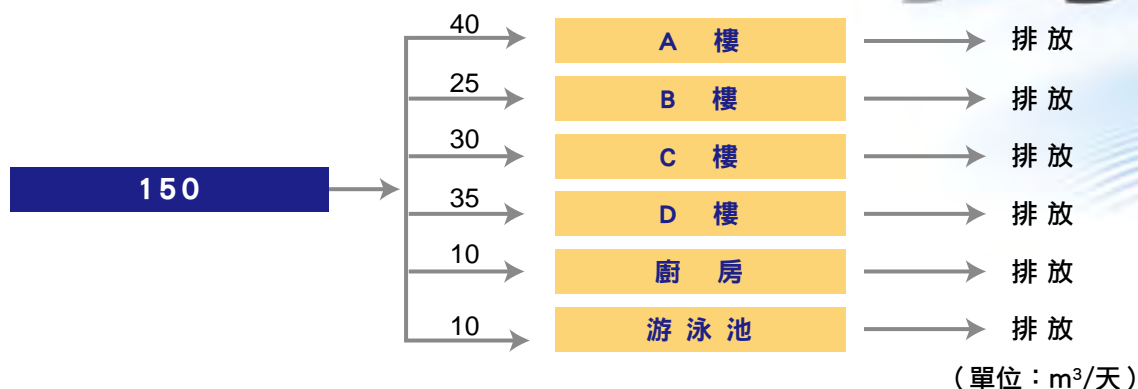 40 A 樓 排放
25 B 樓 排放
30 C 樓 排放
150
35 D 樓 排放
10 廚 房 排放
10 游泳池 排放
(單位:m³/天)